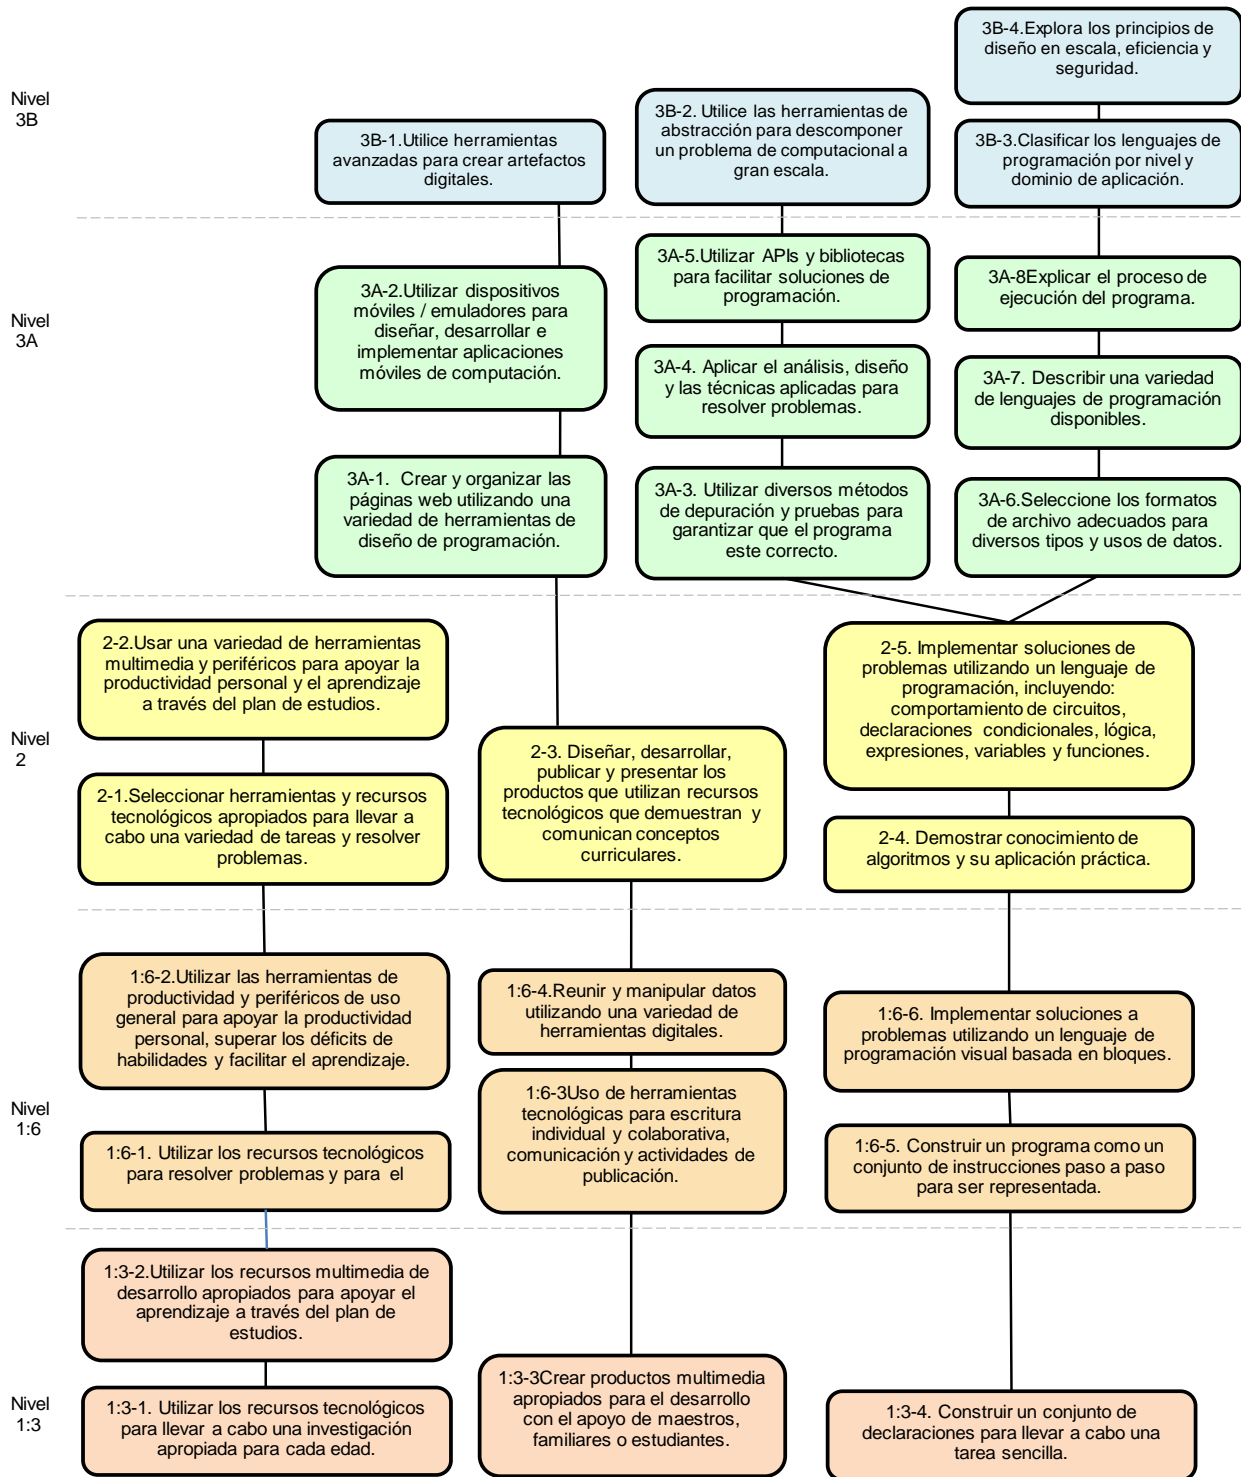 Nivel
3B
3B-1.Utilice herramientas
avanzadas para crear artefactos
digitales.
3B-2. Utilice las herramientas de
abstracción para descomponer
un problema de computacional a
gran escala.
3B-4.Explora los principios de
diseño en escala, eficiencia y
seguridad.
3B-3.Clasificar los lenguajes de
programación por nivel y
dominio de aplicación.
Nivel
3A
3A-2.Utilizar dispositivos
móviles / emuladores para
diseñar, desarrollar e
implementar aplicaciones
móviles de computación.
3A-1. Crear y organizar las
páginas web utilizando una
variedad de herramientas de
diseño de programación.
3A-5.Utilizar APIs y bibliotecas
para facilitar soluciones de
programación.
3A-4. Aplicar el análisis, diseño
y las técnicas aplicadas para
resolver problemas.
3A-3. Utilizar diversos métodos
de depuración y pruebas para
garantizar que el programa
este correcto.
3A-8Explicar el proceso de
ejecución del programa.
3A-7. Describir una variedad
de lenguajes de programación
disponibles.
3A-6.Seleccione los formatos
de archivo adecuados para
diversos tipos y usos de datos.
Nivel
2
2-2.Usar una variedad de herramientas
multimedia y periféricos para apoyar la
productividad personal y el aprendizaje
a través del plan de estudios.
2-1.Seleccionar herramientas y recursos
tecnológicos apropiados para llevar a
cabo una variedad de tareas y resolver
problemas.
2-3. Diseñar, desarrollar,
publicar y presentar los
productos que utilizan recursos
tecnológicos que demuestran y
comunican conceptos
curriculares.
2-5. Implementar soluciones de
problemas utilizando un lenguaje de
programación, incluyendo:
comportamiento de circuitos,
declaraciones condicionales, lógica,
expresiones, variables y funciones.
2-4. Demostrar conocimiento de
algoritmos y su aplicación práctica.
Nivel
1:6
1:6-2.Utilizar las herramientas de
productividad y periféricos de uso
general para apoyar la productividad
personal, superar los déficits de
habilidades y facilitar el aprendizaje.
1:6-1. Utilizar los recursos tecnológicos
para resolver problemas y para el
1:6-4.Reunir y manipular datos
utilizando una variedad de
herramientas digitales.
1:6-3Uso de herramientas
tecnológicas para escritura
individual y colaborativa,
comunicación y actividades de
publicación.
1:6-6. Implementar soluciones a
problemas utilizando un lenguaje de
programación visual basada en bloques.
1:6-5. Construir un programa como un
conjunto de instrucciones paso a paso
para ser representada.
Nivel
1:3
1:3-2.Utilizar los recursos multimedia de
desarrollo apropiados para apoyar el
aprendizaje a través del plan de
estudios.
1:3-1. Utilizar los recursos tecnológicos
para llevar a cabo una investigación
apropiada para cada edad.
1:3-3Crear productos multimedia
apropiados para el desarrollo
con el apoyo de maestros,
familiares o estudiantes.
1:3-4. Construir un conjunto de
declaraciones para llevar a cabo una
tarea sencilla.